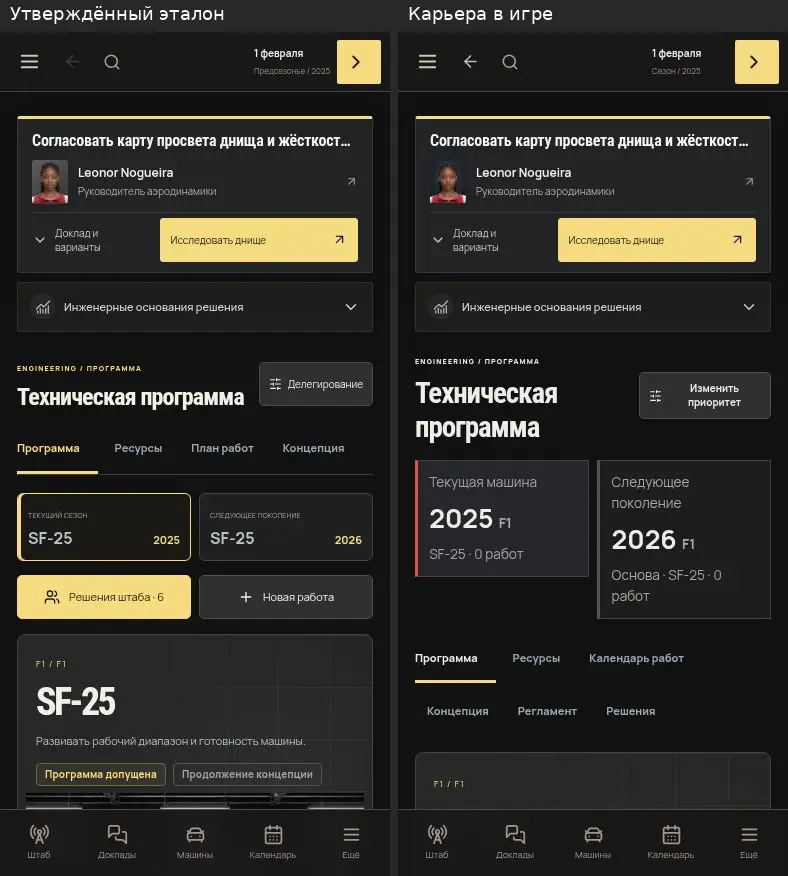 Утверждённый эталон
1 февраля
Предсезонье / 2025
Согласовать карту просвета днища и жёсткост…
Leonor Nogueira
Руководитель аэродинамики
Доклад и
варианты
Исследовать днище
Инженерные основания решения
ENGINEERING / ПРОГРАММА
Техническая программа
Делегирование
Программа
Ресурсы
План работ
Концепция
ТЕКУЩИЙ СЕЗОН
SF-25
2025
СЛЕДУЮЩЕЕ ПОКОЛЕНИЕ
SF-25
2026
Решения штаба · 6
Новая работа
F1 / F1
SF-25
Развивать рабочий диапазон и готовность машины.
Программа допущена
Продолжение концепции
Штаб
Доклады
Машины
Календарь
Ещё
Карьера в игре
1 февраля
Сезон / 2025
Согласовать карту просвета днища и жёсткост…
Leonor Nogueira
Руководитель аэродинамики
Доклад и
варианты
Исследовать днище
Инженерные основания решения
ENGINEERING / ПРОГРАММА
Техническая
программа
Изменить
приоритет
Текущая машина
2025 F1
SF-25 · 0 работ
Следующее
поколение
2026 F1
Основа · SF-25 · 0
работ
Программа
Ресурсы
Календарь работ
Концепция
Регламент
Решения
F1 / F1
Штаб
Доклады
Машины
Календарь
Ещё